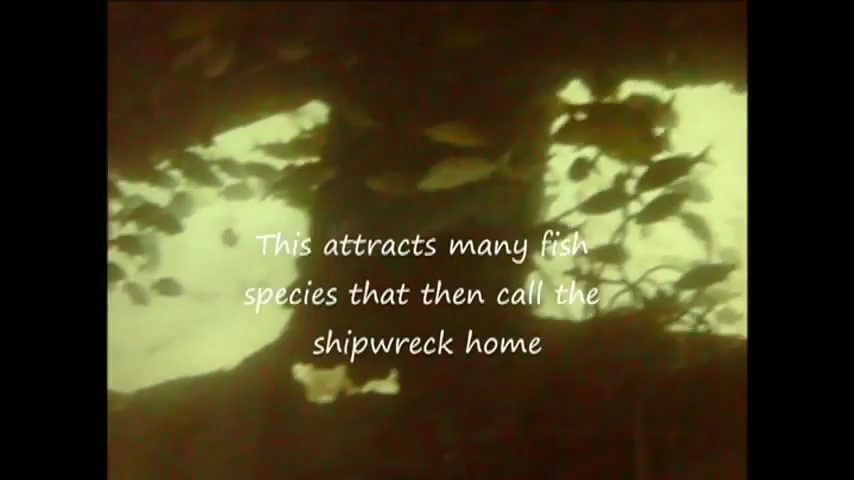 This attracts many fish
species that then call the
shipwreck home